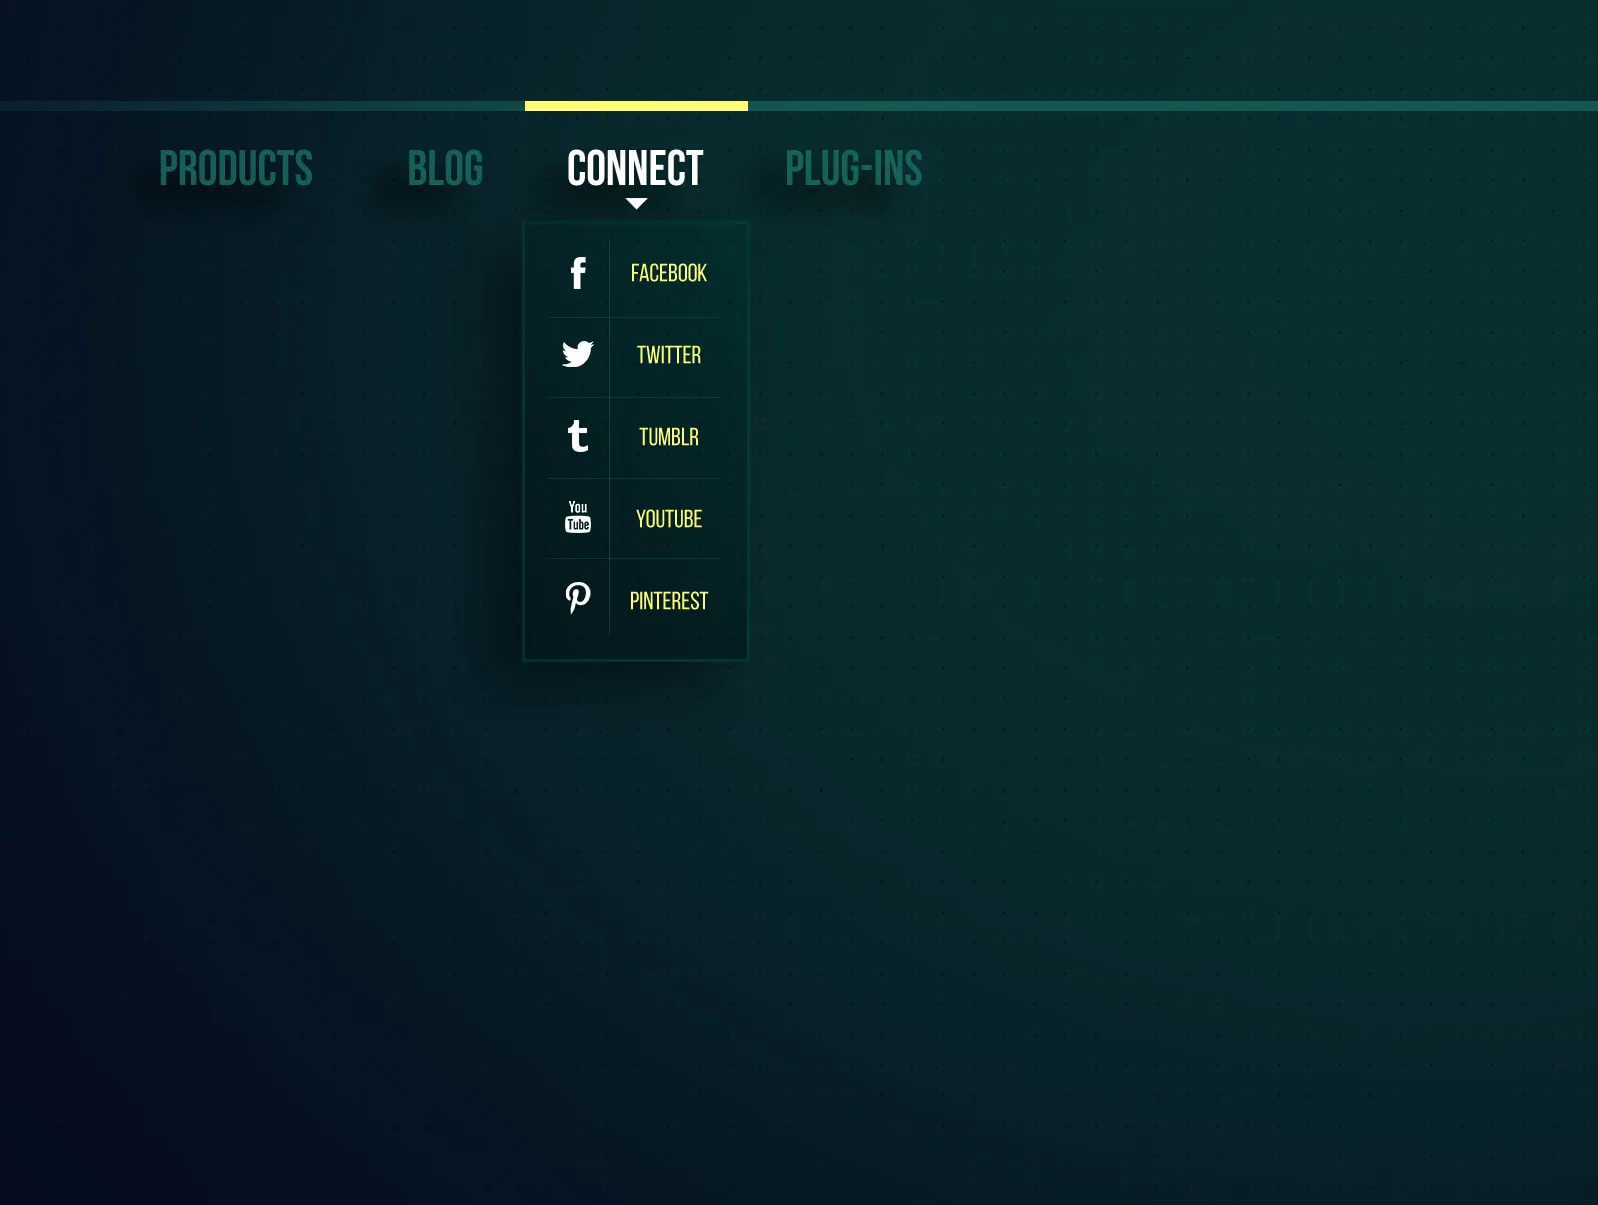 PRODUCTS BLOG CONNECT PLUG-INS
f FACEBOOK
TWITTER
t TUMBLR
You
Tube YOUTUBE
PINTEREST